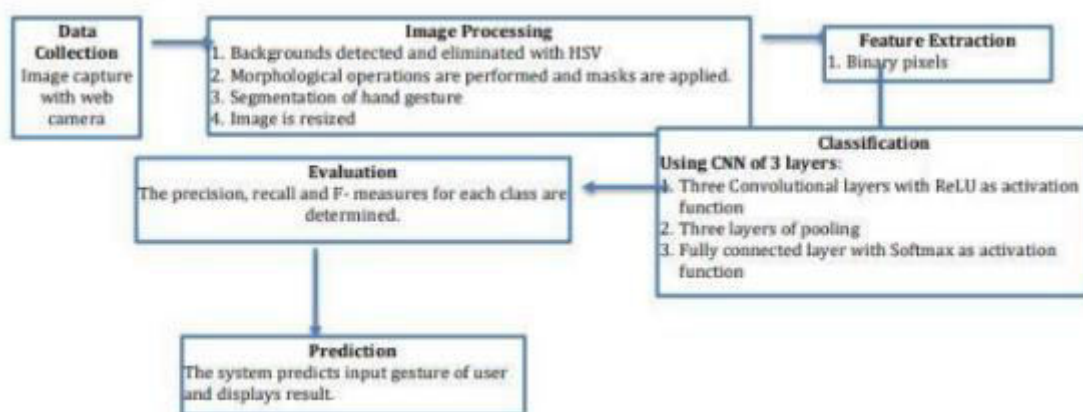 Data
Collection
Image capture
with web
camera
Image Processing
1. Backgrounds detected and eliminated with HSV
2. Morphological operations are performed and masks are applied.
3. Segmentation of hand gesture
4. Image is resized
Feature Extraction
1. Binary pixels
Classification
Using CNN of 3 layers:
1. Three Convolutional layers with ReLU as activation
function
2. Three layers of pooling
3. Fully connected layer with Softmax as activation
function
Evaluation
The precision, recall and F- measures for each class are
determined.
Prediction
The system predicts input gesture of user
and displays result.